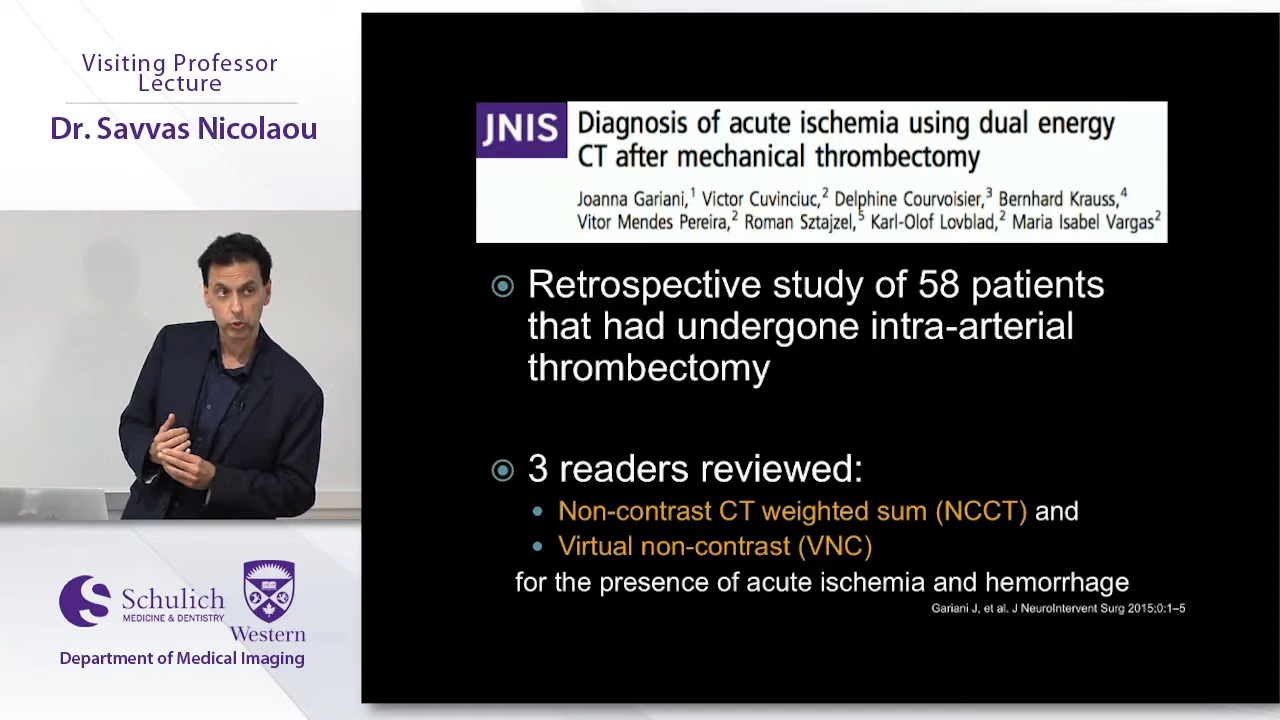 Visiting Professor
Lecture
Dr. Savvas Nicolaou
JNIS
Diagnosis of acute ischemia using dual energy
CT after mechanical thrombectomy
Joanna Gariani,1 Victor Cuvinciuc,2 Delphine Courvoisier,3 Bernhard Krauss,4
Vitor Mendes Pereira,2 Roman Sztajzel,5 Karl-Olof Lovblad,2 Maria Isabel Vargas2
Retrospective study of 58 patients
that had undergone intra-arterial
thrombectomy
3 readers reviewed:
• Non-contrast CT weighted sum (NCCT) and
• Virtual non-contrast (VNC)
for the presence of acute ischemia and hemorrhage
Gariani J, et al. J NeuroIntervent Surg 2015;0:1–5
Schulich
MEDICINE & DENTISTRY
Western
Department of Medical Imaging